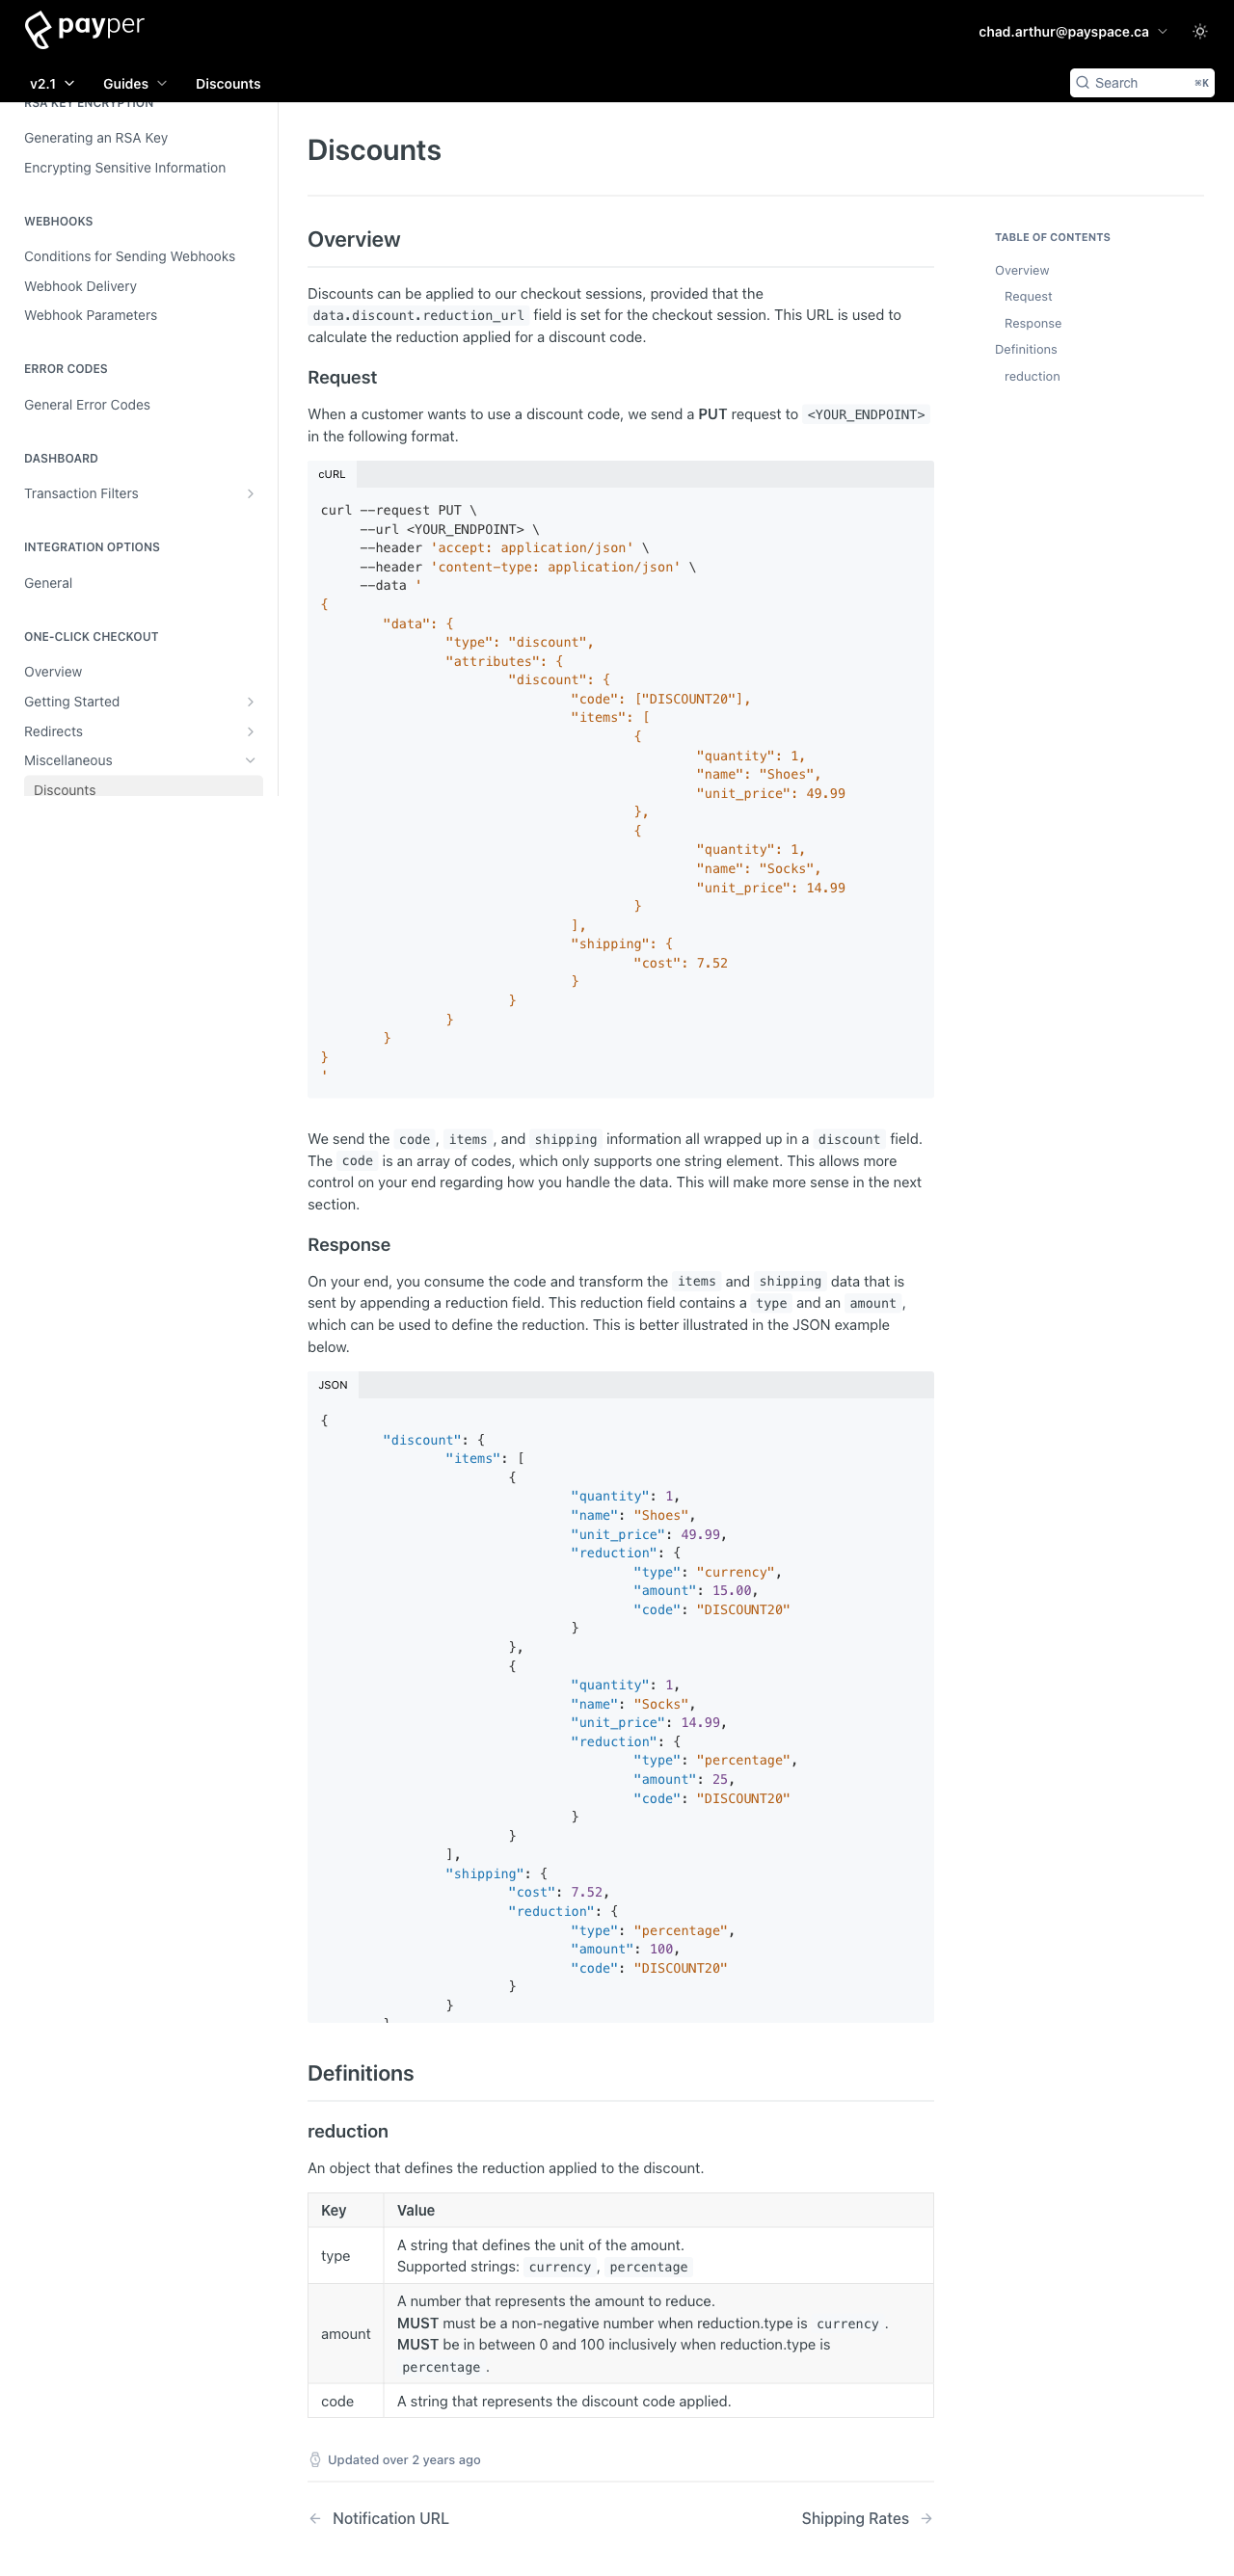 payper
chad.arthur@payspace.ca
v2.1
Guides
Discounts
Search
⌘K
RSA KEY ENCRYPTION
Generating an RSA Key
Encrypting Sensitive Information
WEBHOOKS
Conditions for Sending Webhooks
Webhook Delivery
Webhook Parameters
ERROR CODES
General Error Codes
DASHBOARD
Transaction Filters
INTEGRATION OPTIONS
General
ONE-CLICK CHECKOUT
Overview
Getting Started
Redirects
Miscellaneous
Discounts
Discounts
Overview
Discounts can be applied to our checkout sessions, provided that the
data.discount.reduction_url field is set for the checkout session. This URL is used to
calculate the reduction applied for a discount code.
Request
When a customer wants to use a discount code, we send a PUT request to <YOUR_ENDPOINT>
in the following format.
cURL
curl --request PUT \
--url <YOUR_ENDPOINT> \
--header 'accept: application/json' \
--header 'content-type: application/json' \
--data '
{
"data": {
"type": "discount",
"attributes": {
"discount": {
"code": ["DISCOUNT20"],
"items": [
{
"quantity": 1,
"name": "Shoes",
"unit_price": 49.99
},
{
"quantity": 1,
"name": "Socks",
"unit_price": 14.99
}
],
"shipping": {
"cost": 7.52
}
}
}
}
}
'
We send the code, items, and shipping information all wrapped up in a discount field.
The code is an array of codes, which only supports one string element. This allows more
control on your end regarding how you handle the data. This will make more sense in the next
section.
Response
On your end, you consume the code and transform the items and shipping data that is
sent by appending a reduction field. This reduction field contains a type and an amount,
which can be used to define the reduction. This is better illustrated in the JSON example
below.
JSON
{
"discount": {
"items": [
{
"quantity": 1,
"name": "Shoes",
"unit_price": 49.99,
"reduction": {
"type": "currency",
"amount": 15.00,
"code": "DISCOUNT20"
}
},
{
"quantity": 1,
"name": "Socks",
"unit_price": 14.99,
"reduction": {
"type": "percentage",
"amount": 25,
"code": "DISCOUNT20"
}
}
],
"shipping": {
"cost": 7.52,
"reduction": {
"type": "percentage",
"amount": 100,
"code": "DISCOUNT20"
}
}
}
Definitions
reduction
An object that defines the reduction applied to the discount.
Key Value
type
A string that defines the unit of the amount.
Supported strings: currency, percentage
amount
A number that represents the amount to reduce.
MUST must be a non-negative number when reduction.type is currency.
MUST be in between 0 and 100 inclusively when reduction.type is
percentage.
code A string that represents the discount code applied.
Updated over 2 years ago
← Notification URL
Shipping Rates →
TABLE OF CONTENTS
Overview
Request
Response
Definitions
reduction